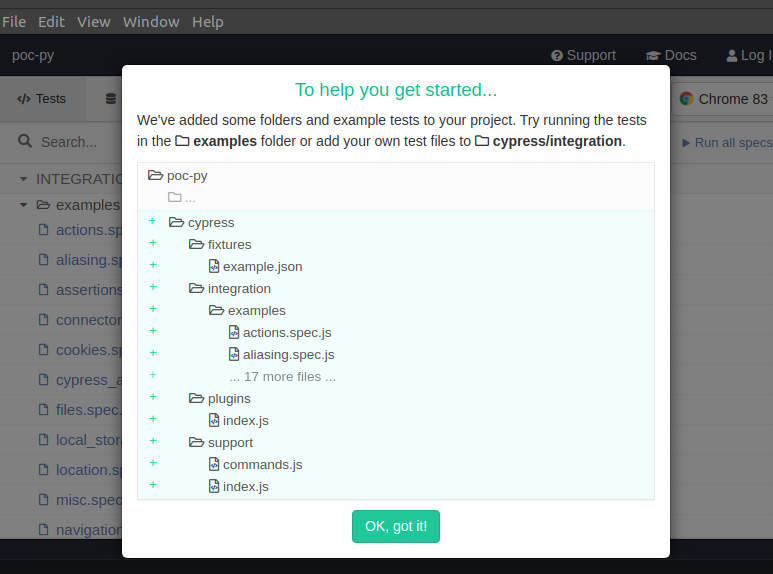 File Edit View Window Help
poc-py Support Docs Log I
Tests Chrome 83
To help you get started...
We've added some folders and example tests to your project. Try running the tests
in the examples folder or add your own test files to cypress/integration.
Search... Run all specs
poc-py
...
INTEGRATIO
examples
cypress
fixtures
actions.sp
example.json
aliasing.sp
integration
assertions
examples
connector
actions.spec.js
cookies.sp
aliasing.spec.js
cypress_a
... 17 more files ...
plugins
files.spec.
index.js
local_stor
support
location.sp
commands.js
index.js
misc.spec
navigation
OK, got it!